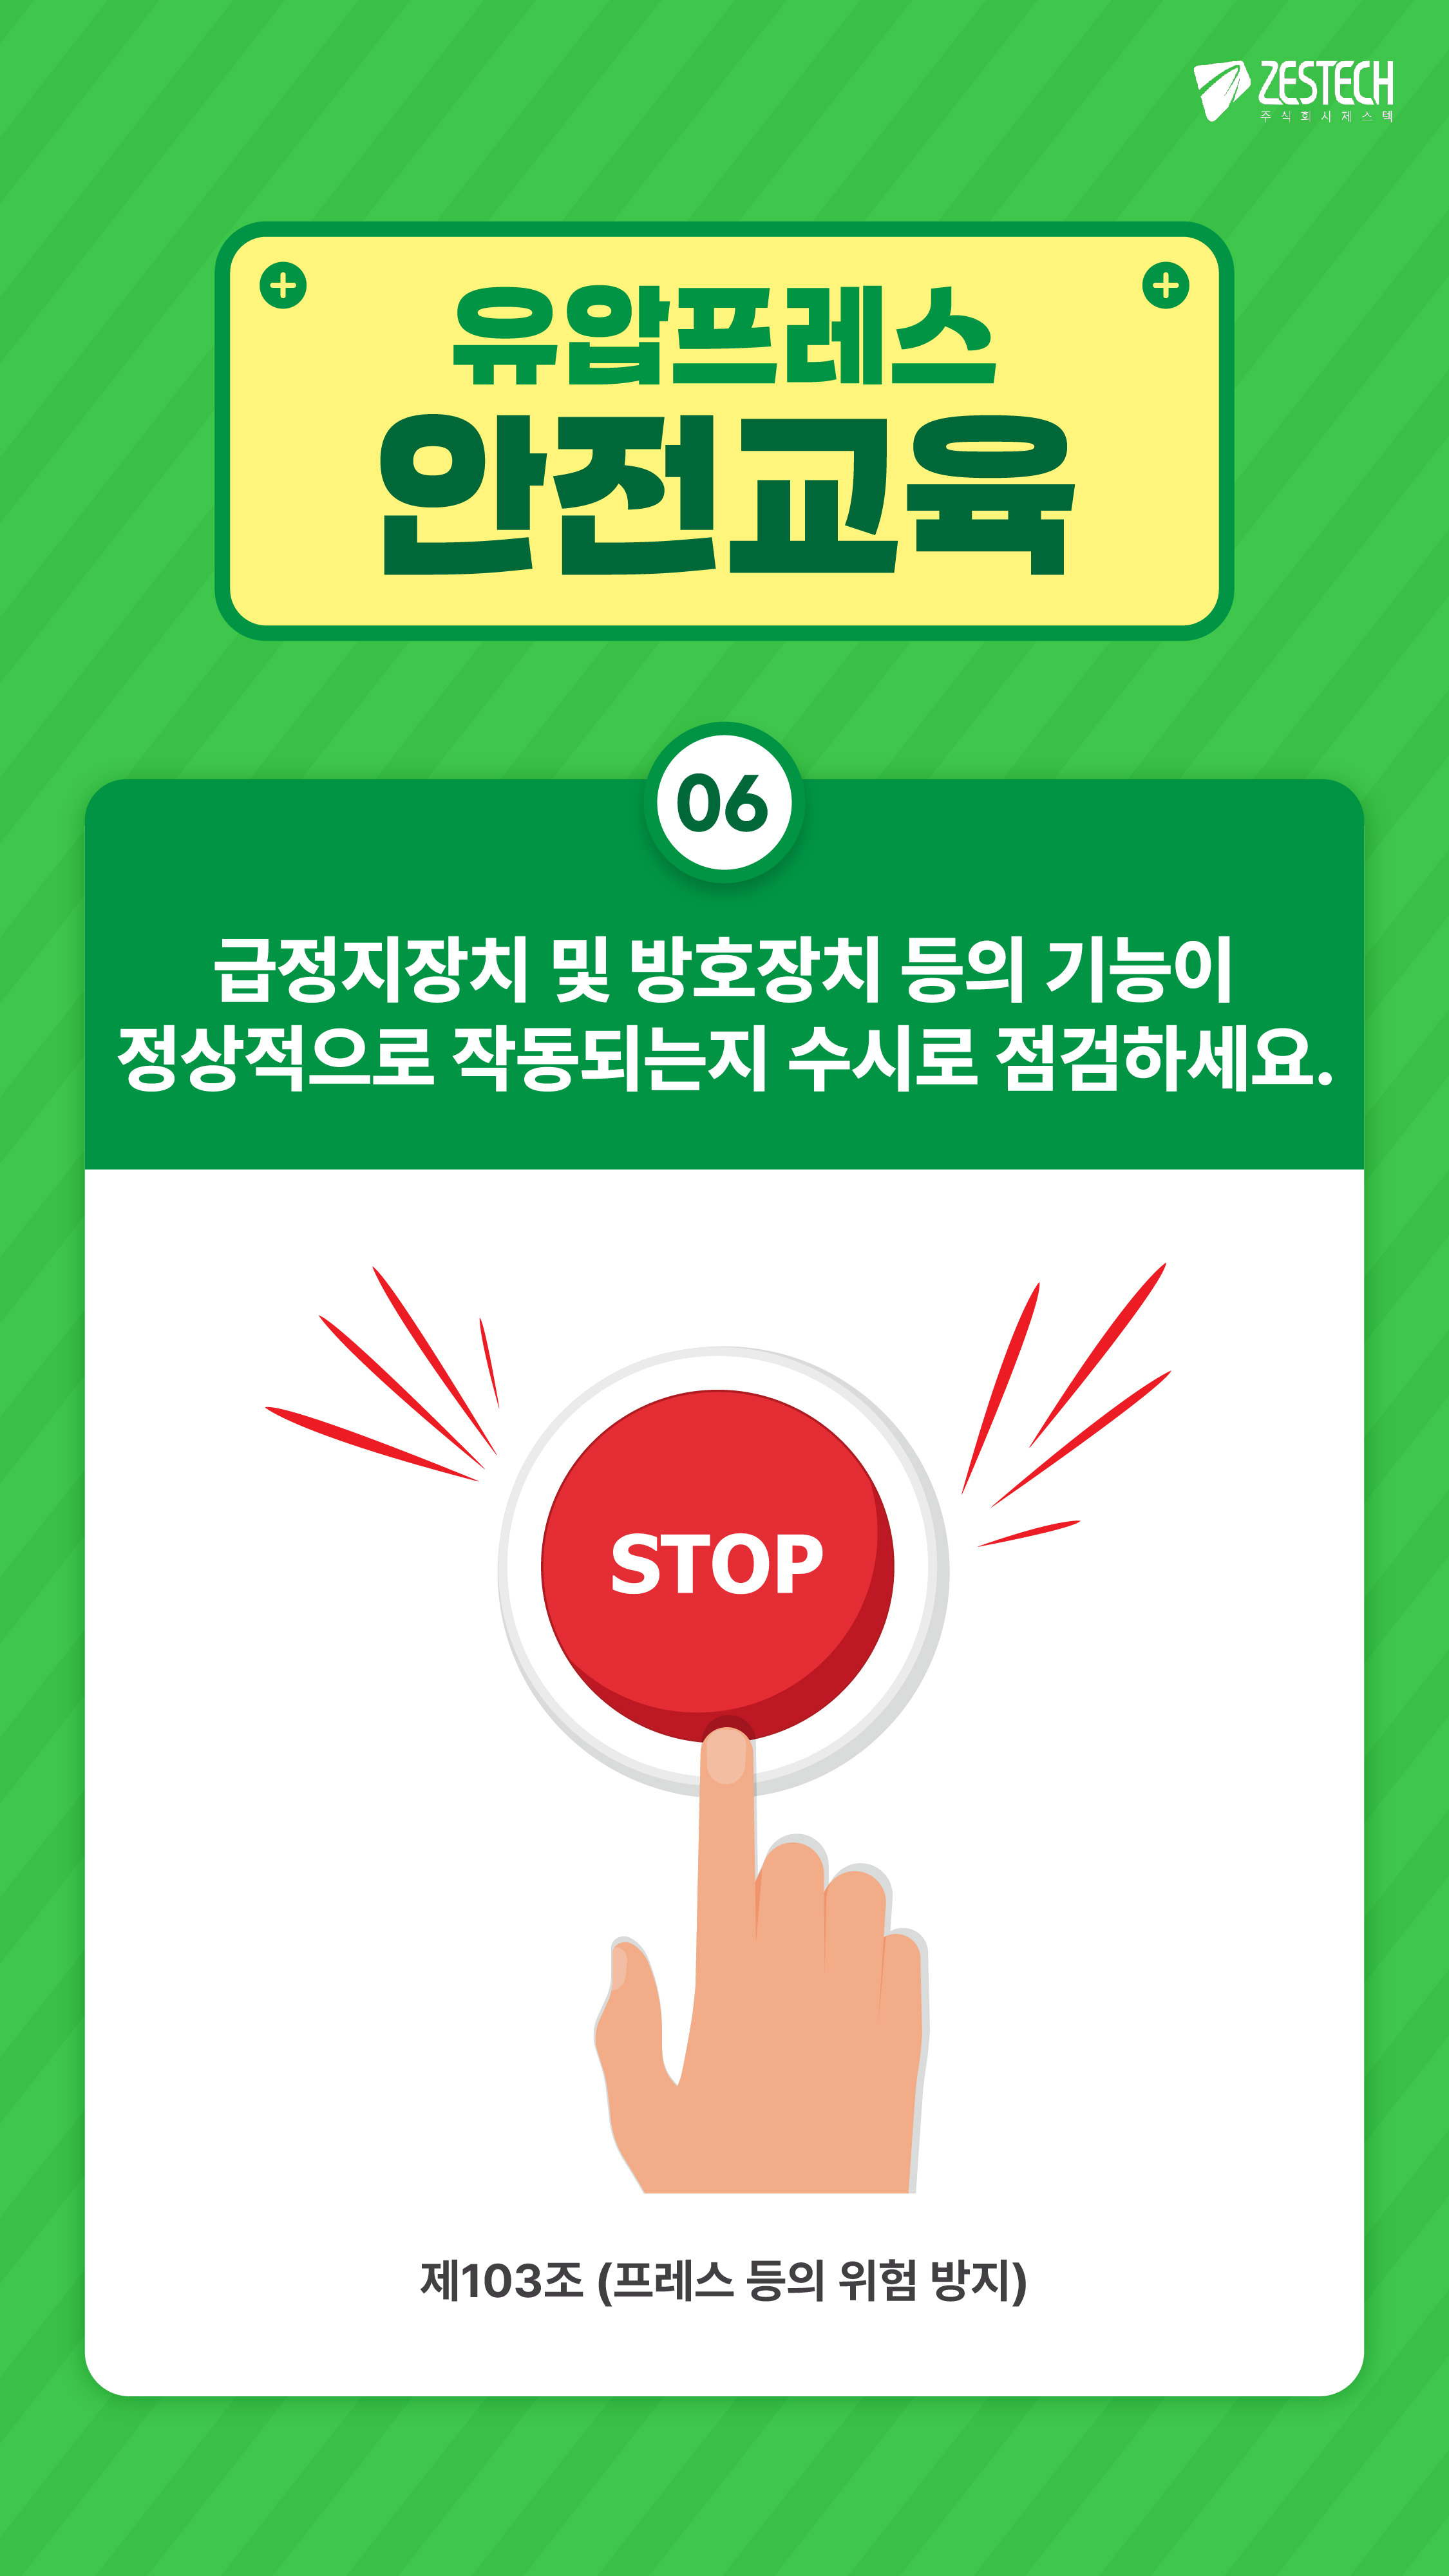 ZESTECH
주식회사제스텍
유압프레스
안전교육
06
급정지장치 및 방호장치 등의 기능이
정상적으로 작동되는지 수시로 점검하세요.
STOP
제103조 (프레스 등의 위험 방지)